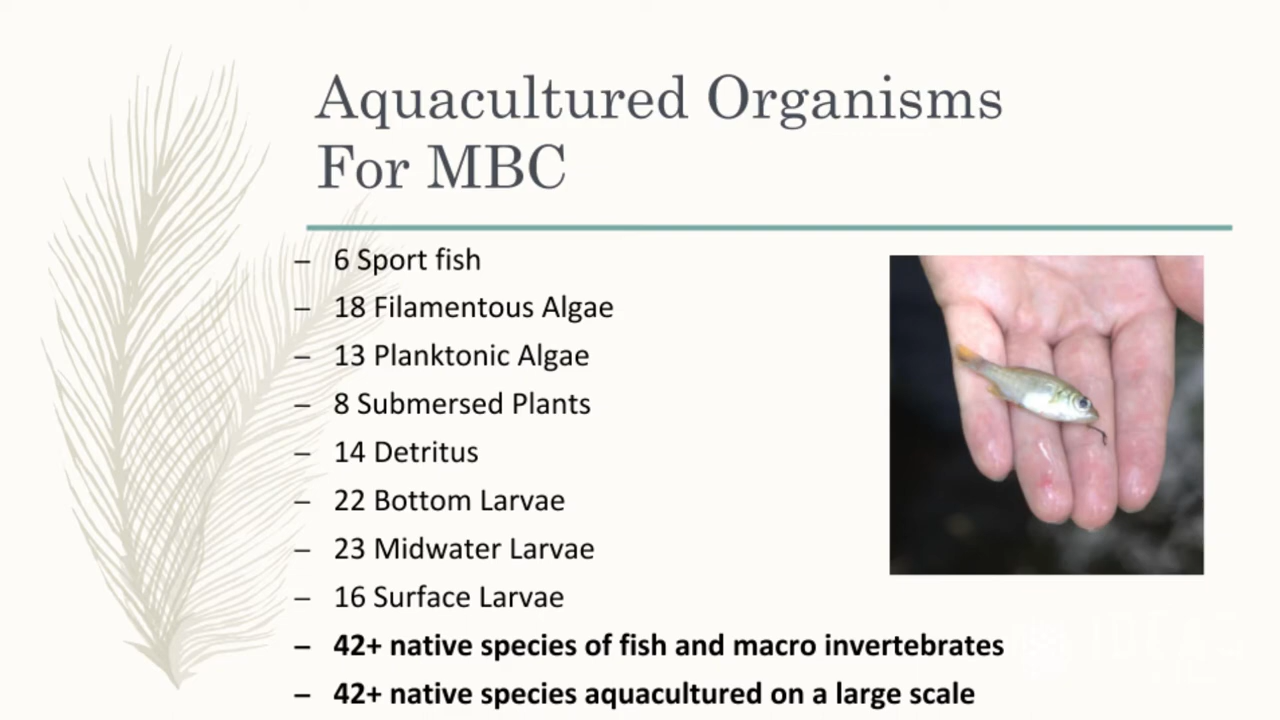 Aquacultured Organisms
For MBC
– 6 Sport fish
– 18 Filamentous Algae
– 13 Planktonic Algae
– 8 Submersed Plants
– 14 Detritus
– 22 Bottom Larvae
– 23 Midwater Larvae
– 16 Surface Larvae
– 42+ native species of fish and macro invertebrates
– 42+ native species aquacultured on a large scale